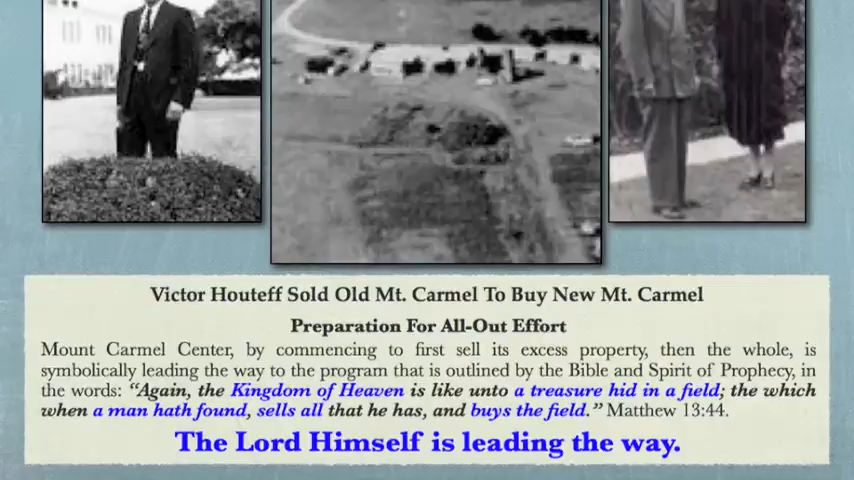 Victor Houteff Sold Old Mt. Carmel To Buy New Mt. Carmel
Preparation For All-Out Effort
Mount Carmel Center, by commencing to first sell its excess property, then the whole, is
symbolically leading the way to the program that is outlined by the Bible and Spirit of Prophecy, in
the words: “Again, the Kingdom of Heaven is like unto a treasure hid in a field; the which
when a man hath found, sells all that he has, and buys the field.” Matthew 13:44.
The Lord Himself is leading the way.